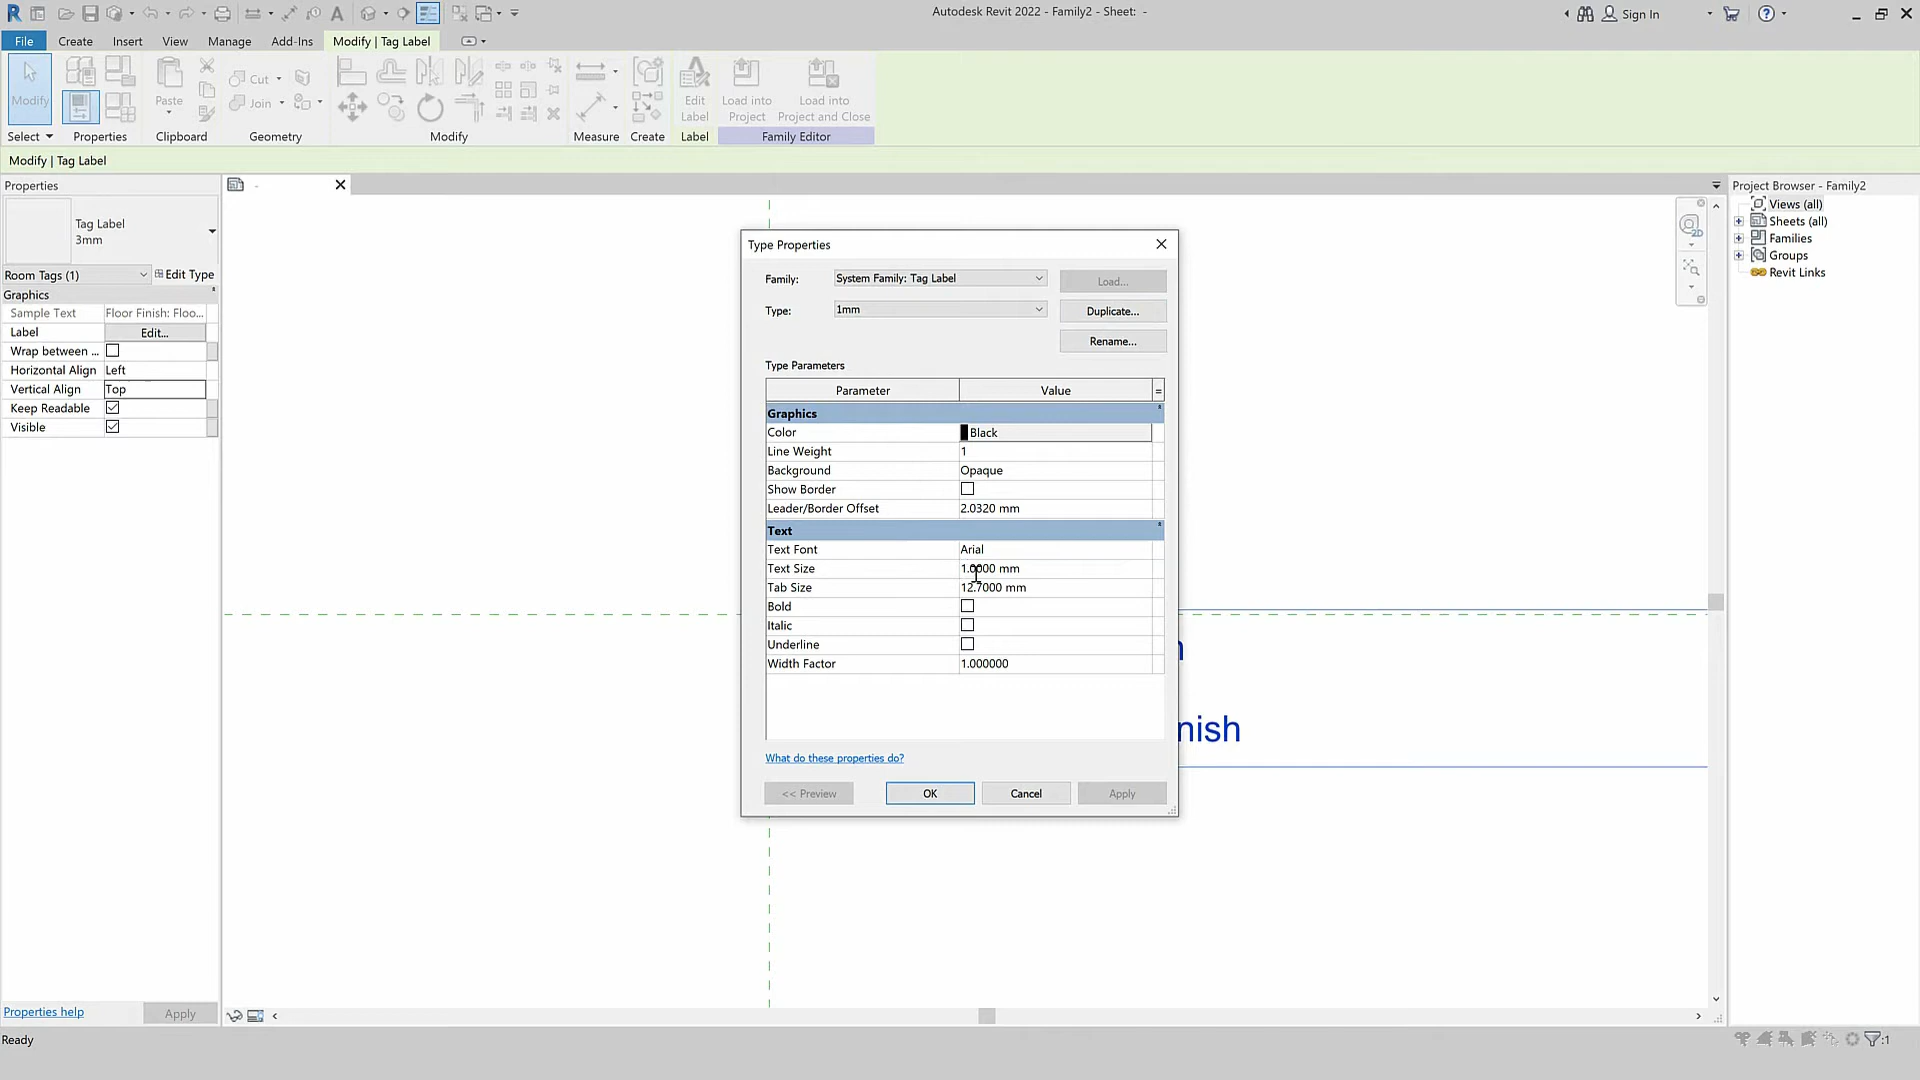 Autodesk Revit 2022 - Family2 - Sheet: -
Sign In
File Create Insert View Manage Add-Ins Modify | Tag Label
Modify
Paste
Cut
Join
Edit Label
Load into Project
Load into Project and Close
Select Properties Clipboard Geometry Modify Measure Create Label Family Editor
Modify | Tag Label
Properties
Tag Label
3mm
Room Tags (1)
Edit Type
Graphics
Sample Text Floor Finish: Floo...
Label Edit...
Wrap between ...
Horizontal Align Left
Vertical Align Top
Keep Readable
Visible
Properties help
Apply
Ready
-
Type Properties
Family: System Family: Tag Label Load...
Type: 1mm Duplicate...
Rename...
Type Parameters
Parameter Value =
Graphics
Color Black
Line Weight 1
Background Opaque
Show Border
Leader/Border Offset 2.0320 mm
Text
Text Font Arial
Text Size 1.0000 mm
Tab Size 12.7000 mm
Bold
Italic
Underline
Width Factor 1.000000
What do these properties do?
<< Preview OK Cancel Apply
nish
Project Browser - Family2
Views (all)
Sheets (all)
Families
Groups
Revit Links
2D
:1